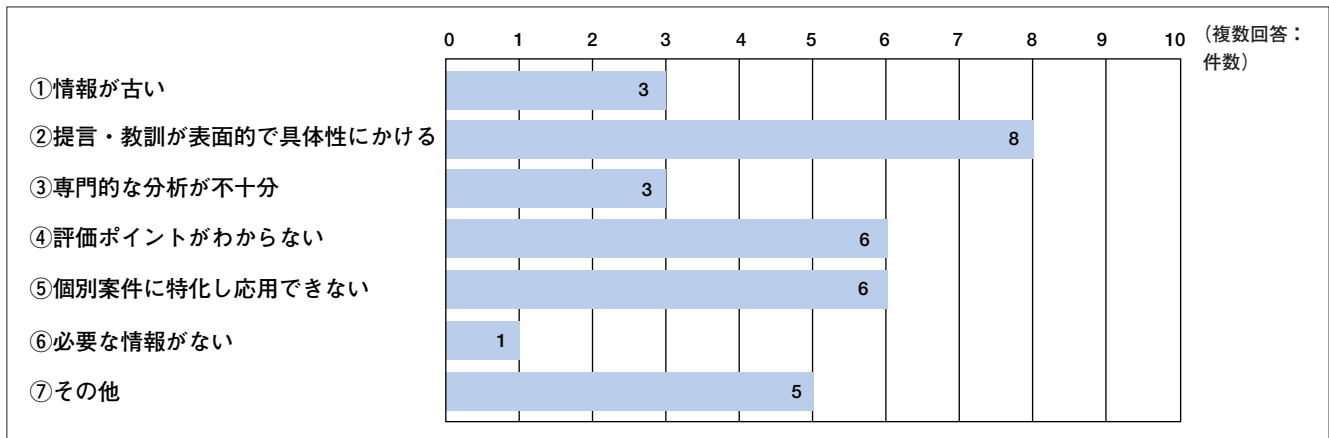 0 1 2 3 4 5 6 7 8 9 10
（複数回答：
件数）
①情報が古い
3
②提言・教訓が表面的で具体性にかける
8
③専門的な分析が不十分
3
④評価ポイントがわからない
6
⑤個別案件に特化し応用できない
6
⑥必要な情報がない
1
⑦その他
5